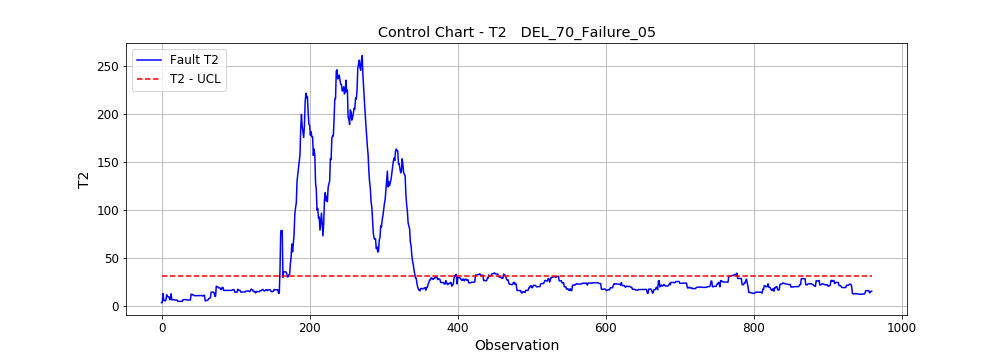 Control Chart - T2   DEL_70_Failure_05
Fault T2
T2 - UCL
250
200
150
100
50
0
T2
0 200 400 600 800 1000
Observation